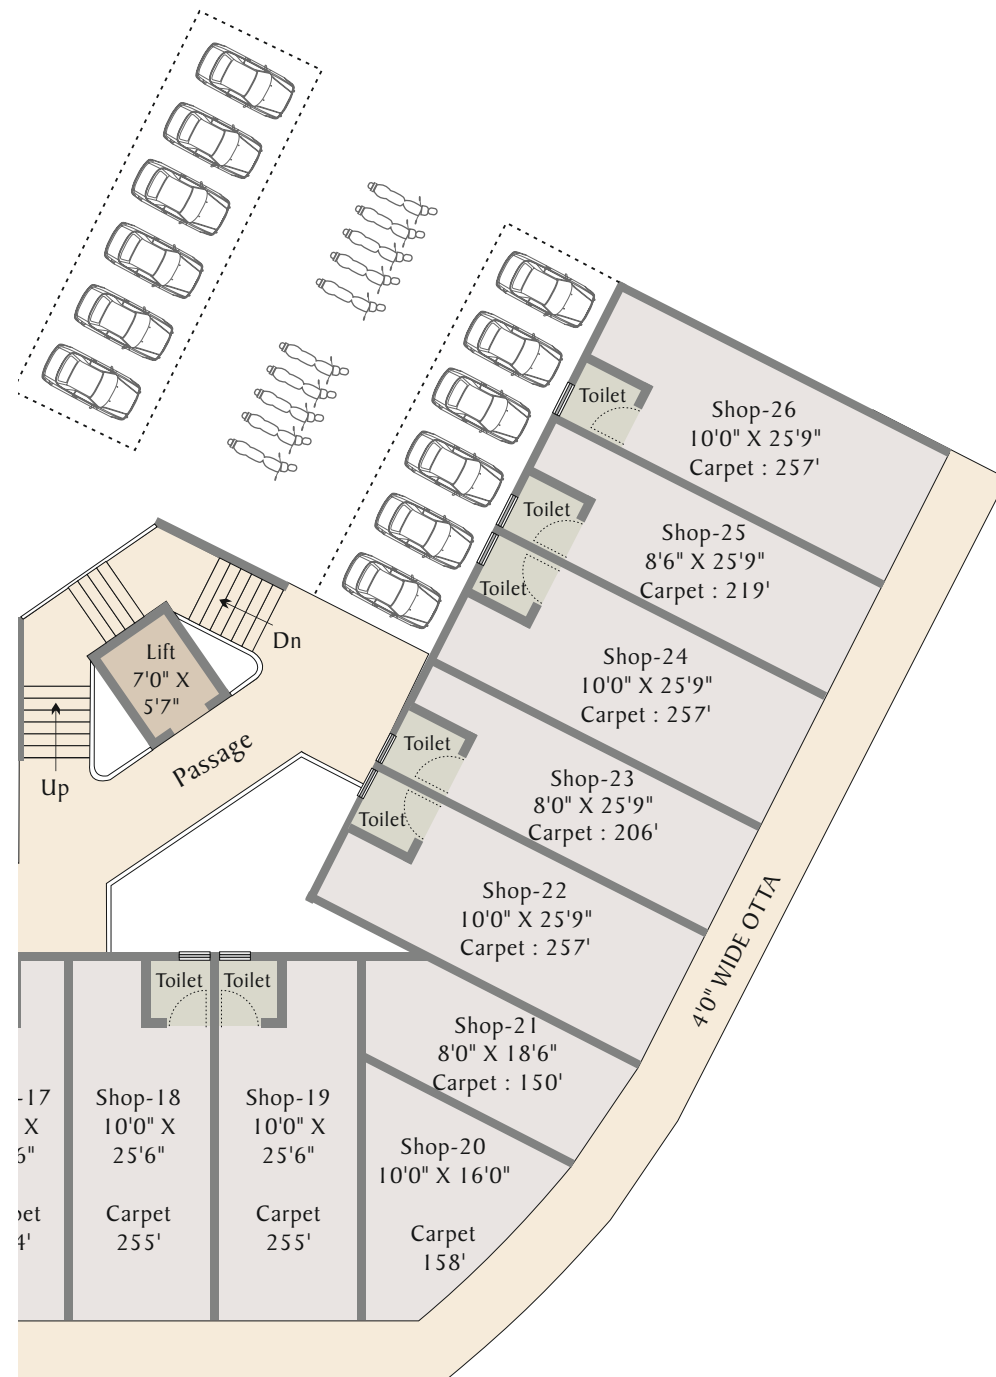 Toilet
Shop-26
10'0" X 25'9"
Carpet : 257'
Toilet
Shop-25
8'6" X 25'9"
Carpet : 219'
Toilet
Shop-24
10'0" X 25'9"
Carpet : 257'
Dn
Lift
7'0" X
5'7"
Up
Passage
Toilet
Shop-23
8'0" X 25'9"
Carpet : 206'
Toilet
Shop-22
10'0" X 25'9"
Carpet : 257'
4'0" WIDE OTTA
Toilet
Toilet
Shop-21
8'0" X 18'6"
Carpet : 150'
-17
X
6"
Shop-18
10'0" X
25'6"
Carpet
255'
Shop-19
10'0" X
25'6"
Carpet
255'
Shop-20
10'0" X 16'0"
Carpet
158'